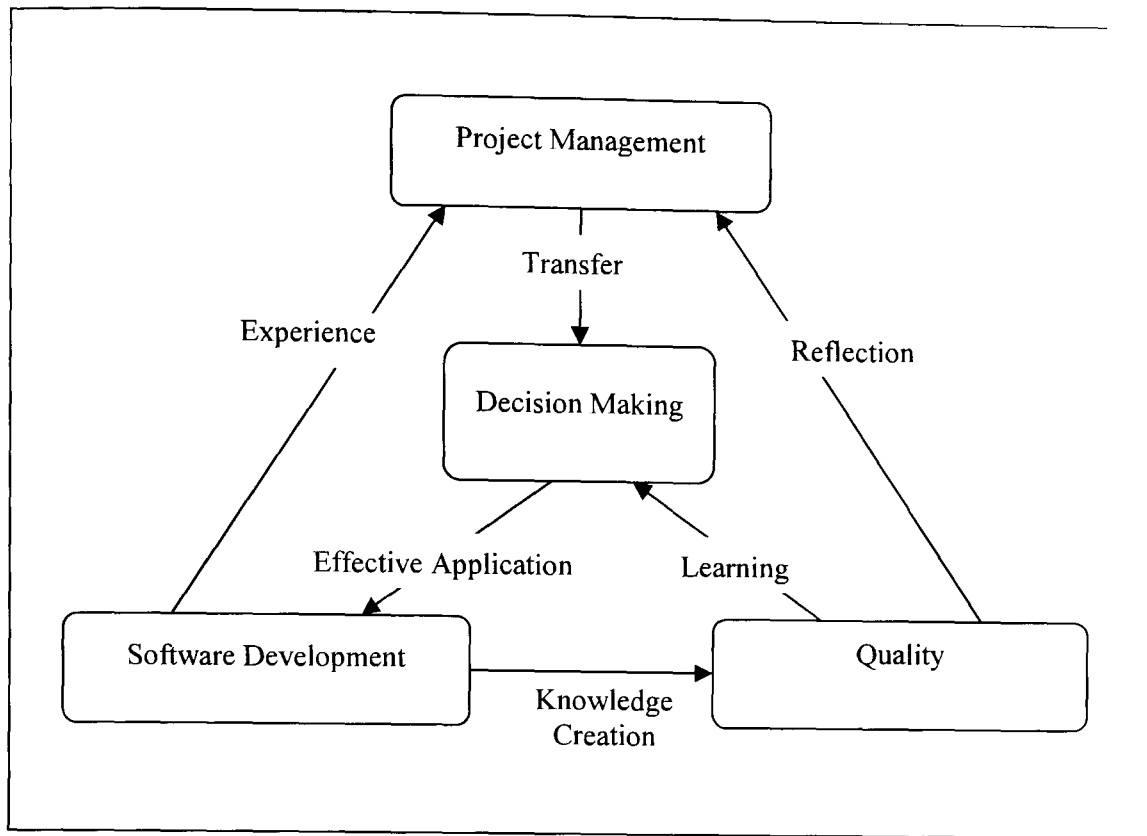 Project Management
Transfer
Experience
Reflection
Decision Making
Effective Application
Learning
Software Development
Quality
Knowledge
Creation